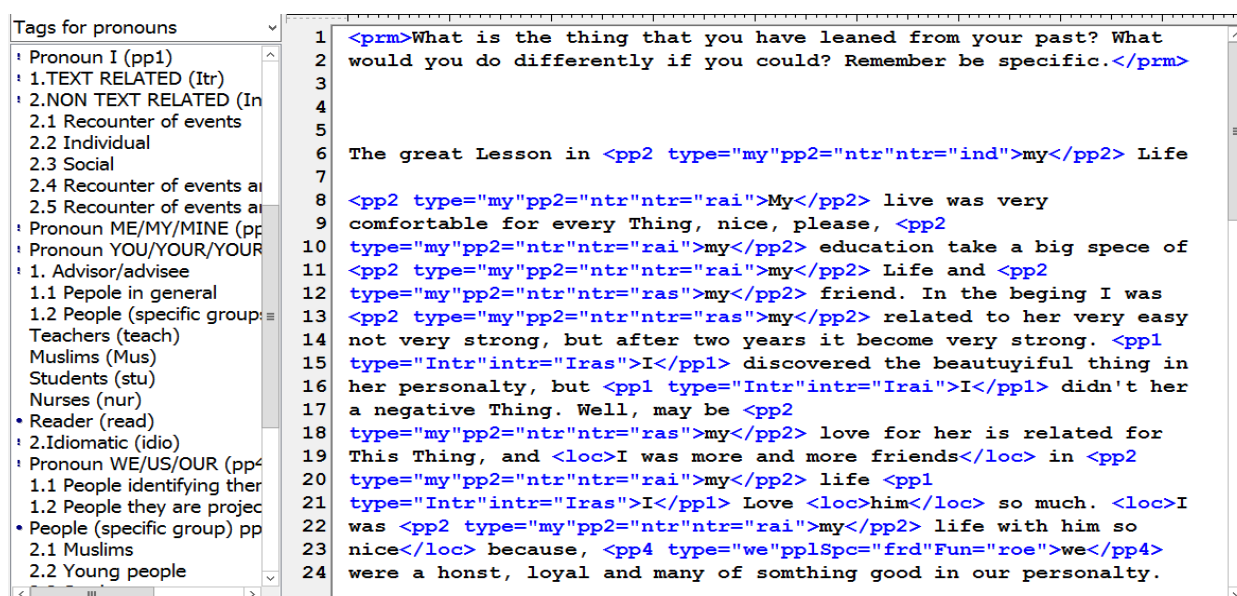 Tags for pronouns
Pronoun I (pp1)
1.TEXT RELATED (Itr)
2.NON TEXT RELATED (In
2.1 Recounter of events
2.2 Individual
2.3 Social
2.4 Recounter of events a
2.5 Recounter of events a
Pronoun ME/MY/MINE (pp
Pronoun YOU/YOUR/YOUR
1. Advisor/advisee
1.1 Pepole in general
1.2 People (specific group
Teachers (teach)
Muslims (Mus)
Students (stu)
Nurses (nur)
Reader (read)
2.Idiomatic (idio)
Pronoun WE/US/OUR (pp4
1.1 People identifying ther
1.2 People they are projec
People (specific group) pp
2.1 Muslims
2.2 Young people
1 <prm>What is the thing that you have leaned from your past? What
2 would you do differently if you could? Remember be specific.</prm>
3
4
5
6 The great Lesson in <pp2 type="my"pp2="ntr"ntr="ind">my</pp2> Life
7
8 <pp2 type="my"pp2="ntr"ntr="rai">My</pp2> live was very
9 comfortable for every Thing, nice, please, <pp2
10 type="my"pp2="ntr"ntr="rai">my</pp2> education take a big spece of
11 <pp2 type="my"pp2="ntr"ntr="rai">my</pp2> Life and <pp2
12 type="my"pp2="ntr"ntr="ras">my</pp2> friend. In the beging I was
13 <pp2 type="my"pp2="ntr"ntr="ras">my</pp2> related to her very easy
14 not very strong, but after two years it become very strong. <pp1
15 type="Intr"intr="Iras">I</pp1> discovered the beautuyiful thing in
16 her personalty, but <pp1 type="Intr"intr="Irai">I</pp1> didn't her
17 a negative Thing. Well, may be <pp2
18 type="my"pp2="ntr"ntr="ras">my</pp2> love for her is related for
19 This Thing, and <loc>I was more and more friends</loc> in <pp2
20 type="my"pp2="ntr"ntr="rai">my</pp2> life <pp1
21 type="Intr"intr="Iras">I</pp1> Love <loc>him</loc> so much. <loc>I
22 was <pp2 type="my"pp2="ntr"ntr="rai">my</pp2> life with him so
23 nice</loc> because, <pp4 type="we"pplSpc="frd"Fun="roe">we</pp4>
24 were a honst, loyal and many of somthing good in our personalty.